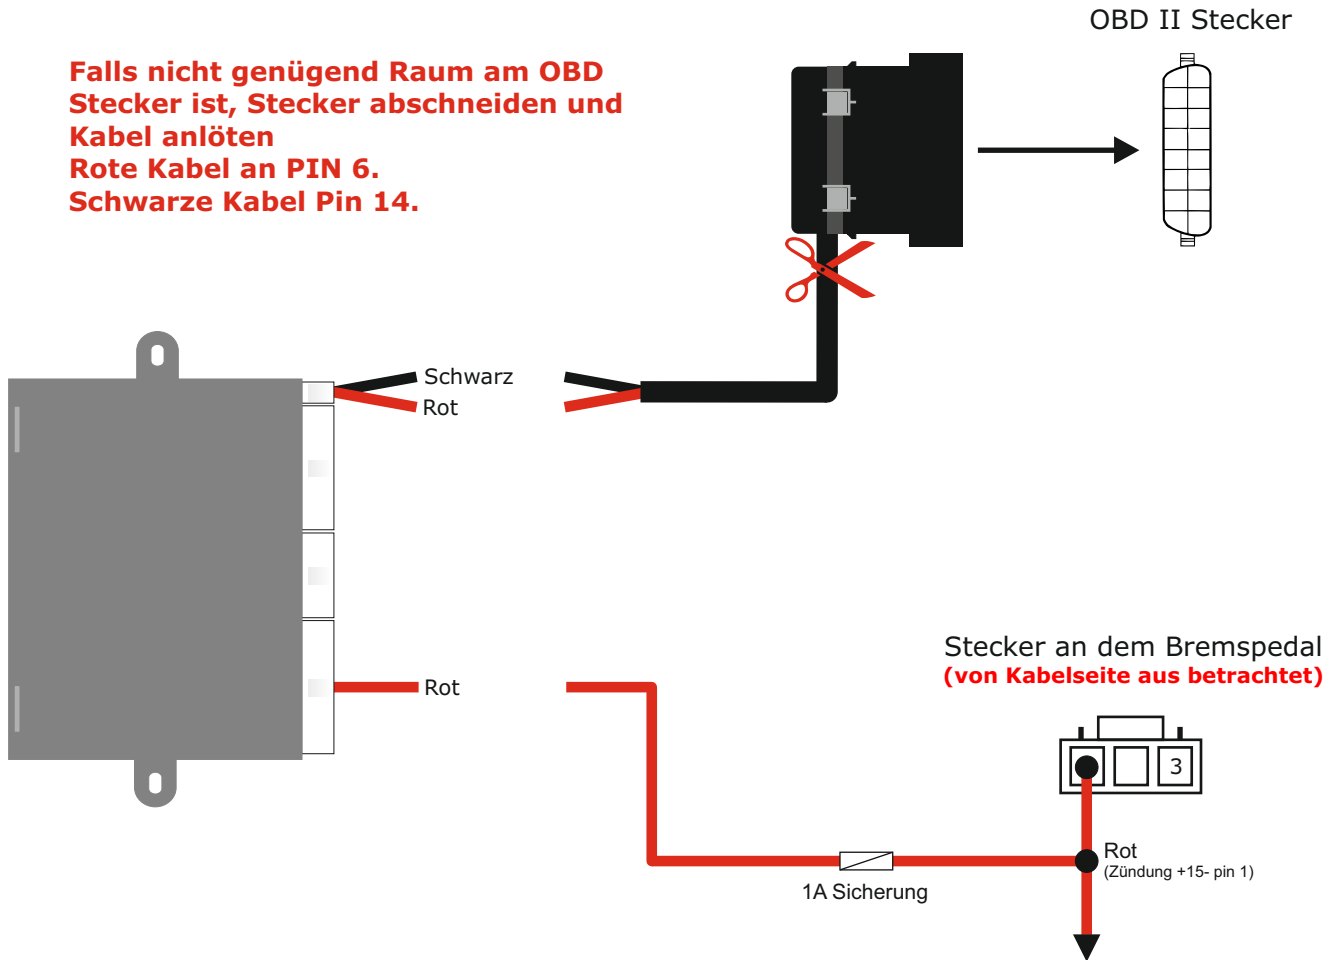 OBD II Stecker
Falls nicht genügend Raum am OBD
Stecker ist, Stecker abschneiden und
Kabel anlöten
Rote Kabel an PIN 6.
Schwarze Kabel Pin 14.
Schwarz
Rot
Rot
Stecker an dem Bremspedal
(von Kabelseite aus betrachtet)
3
Rot
(Zündung +15- pin 1)
1A Sicherung